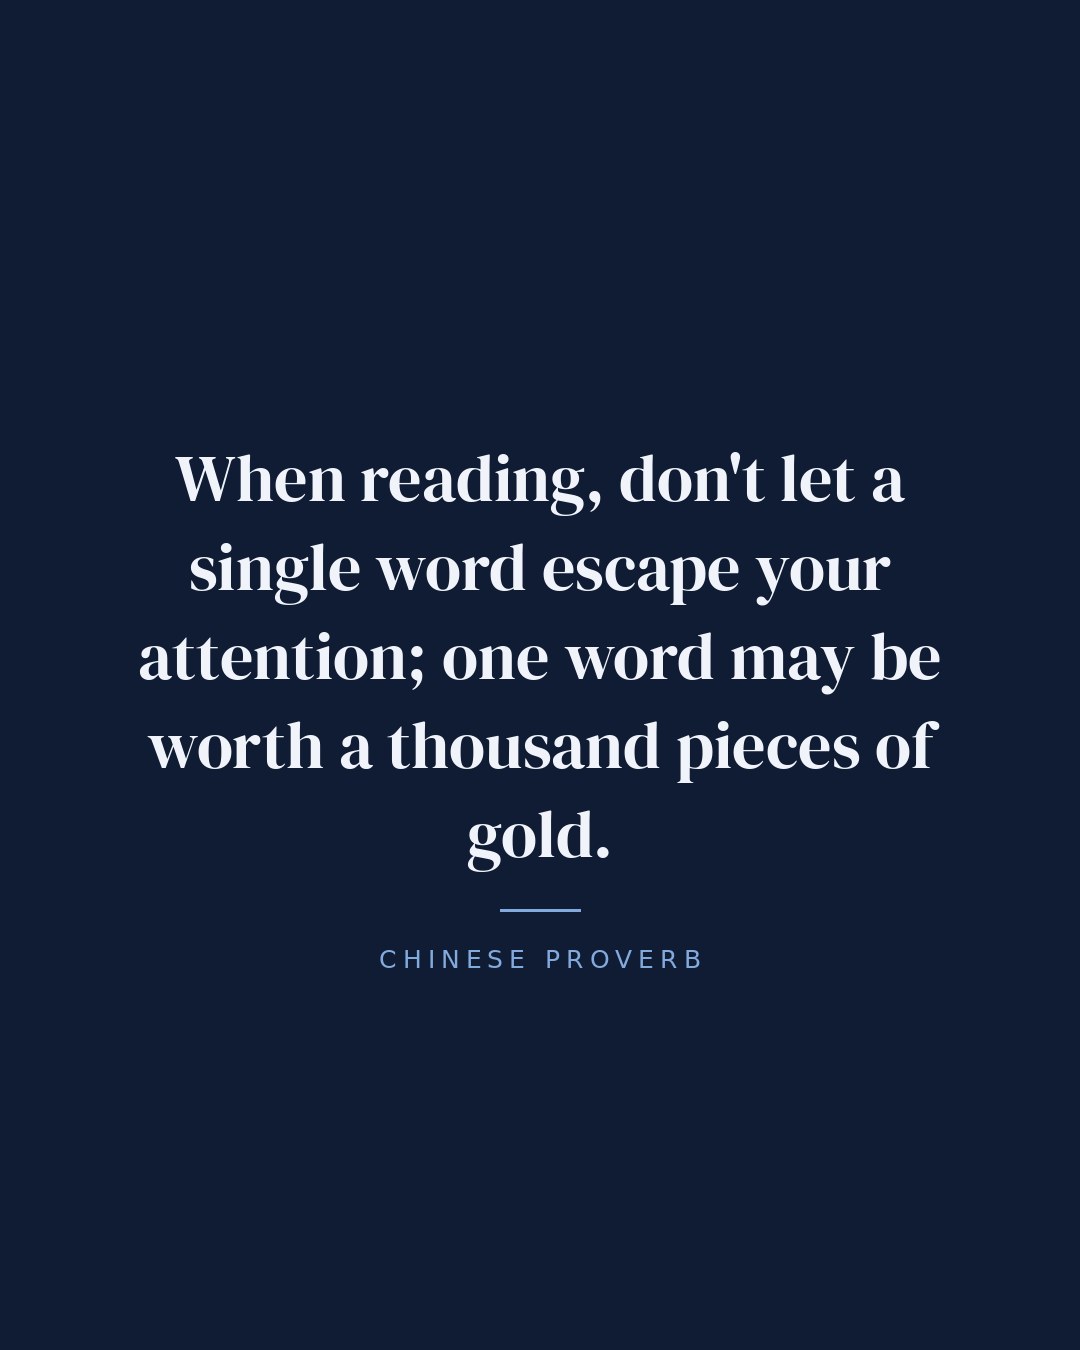 When reading, don't let a
single word escape your
attention; one word may be
worth a thousand pieces of
gold.
CHINESE PROVERB